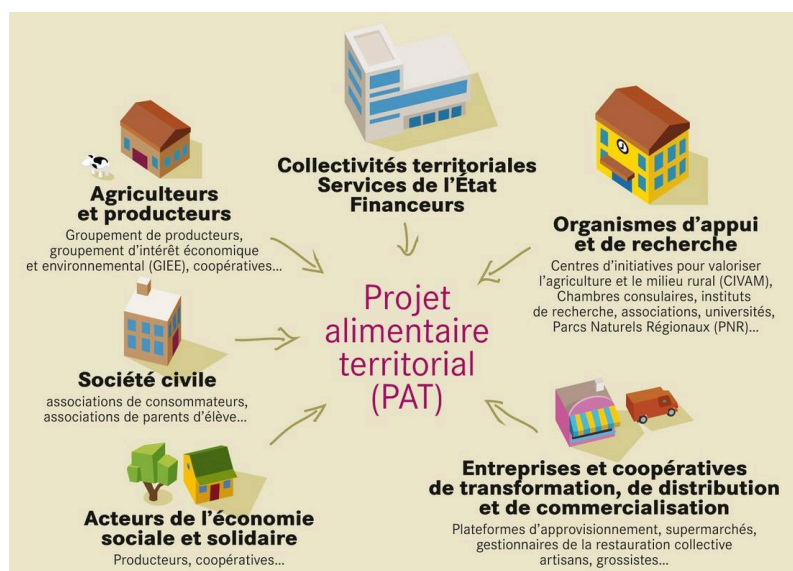 Collectivités territoriales
Services de l'État
Financeurs
Agriculteurs
et producteurs
Groupement de producteurs,
groupement d'intérêt économique
et environnemental (GIEE), coopératives...
Organismes d'appui
et de recherche
Centres d'initiatives pour valoriser
l'agriculture et le milieu rural (CIVAM),
Chambres consulaires, instituts
de recherche, associations, universités,
Parcs Naturels Régionaux (PNR)...
Projet
alimentaire
territorial
(PAT)
Société civile
associations de consommateurs,
associations de parents d'élève...
Acteurs de l'économie
sociale et solidaire
Producteurs, coopératives...
Entreprises et coopératives
de transformation, de distribution
et de commercialisation
Plateformes d'approvisionnement, supermarchés,
gestionnaires de la restauration collective
artisans, grossistes...